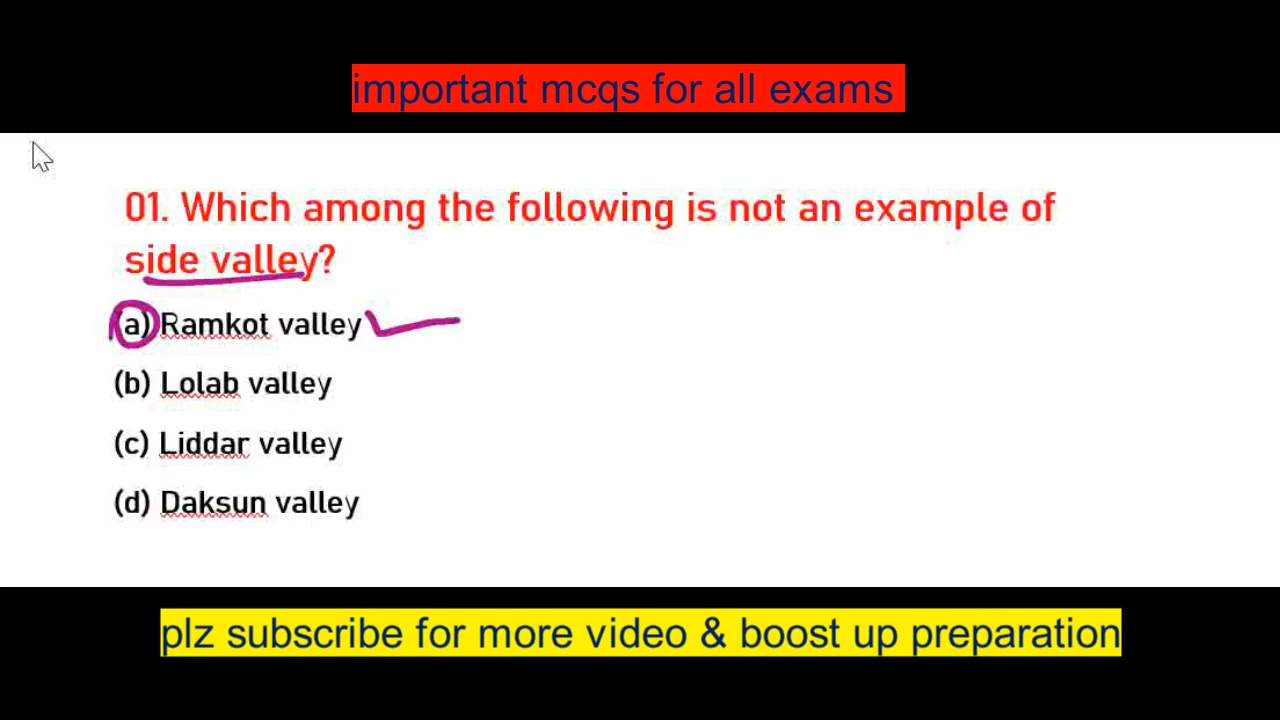 important mcqs for all exams
01. Which among the following is not an example of
side valley?
(a) Ramkot valley
(b) Lolab valley
(c) Liddar valley
(d) Daksun valley
plz subscribe for more video & boost up preparation